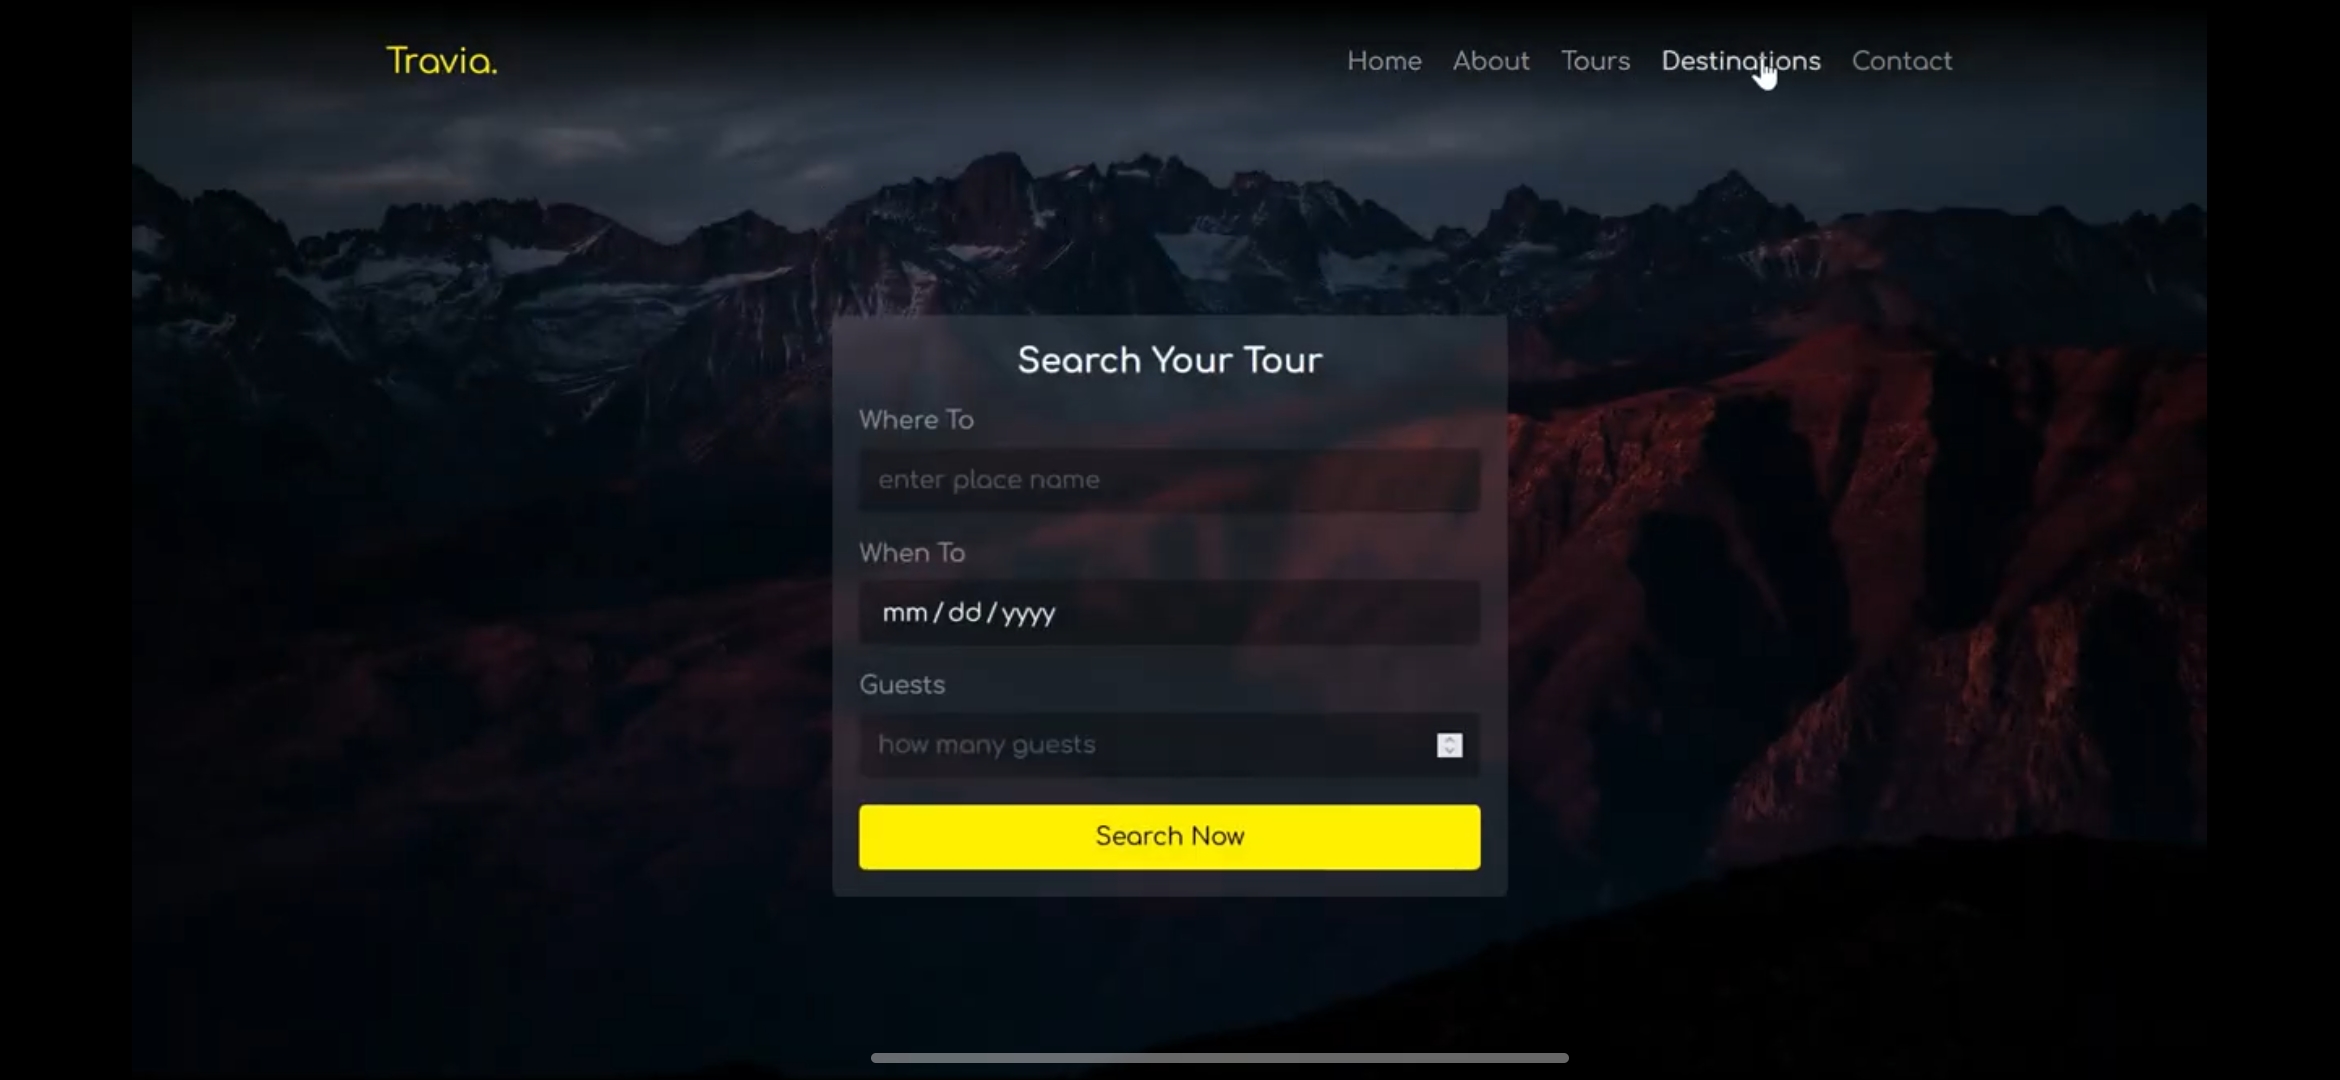 Travia.
Home About Tours Destinations Contact
Search Your Tour
Where To
enter place name
When To
mm/dd/yyyy
Guests
how many guests
Search Now